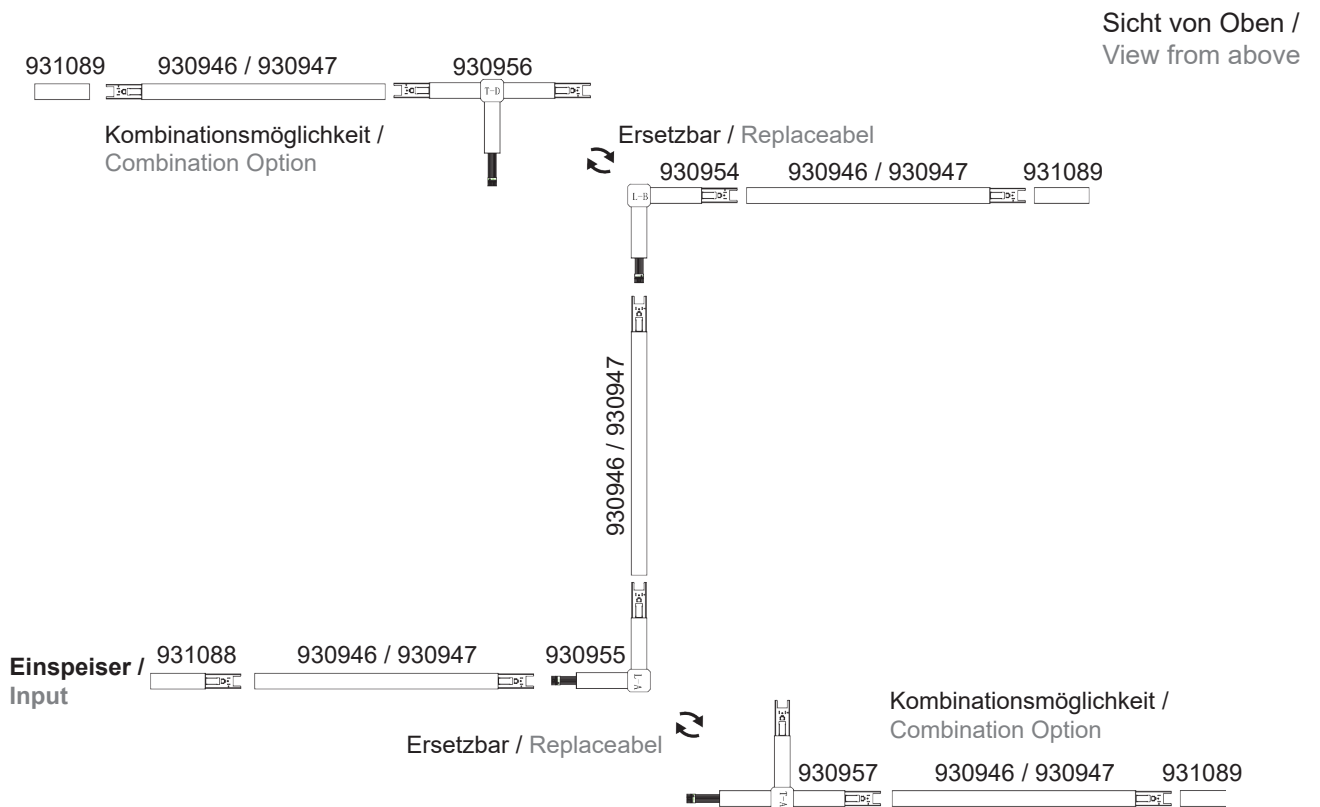 Sicht von Oben /
View from above
931089 930946 / 930947 930956
T-D
Kombinationsmöglichkeit /
Combination Option
Ersetzbar / Replaceabel
930954 930946 / 930947 931089
L-B
930946 / 930947
Einspeiser /
Input
931088 930946 / 930947 930955
L-A
Ersetzbar / Replaceabel
Kombinationsmöglichkeit /
Combination Option
930957 930946 / 930947 931089
T-A